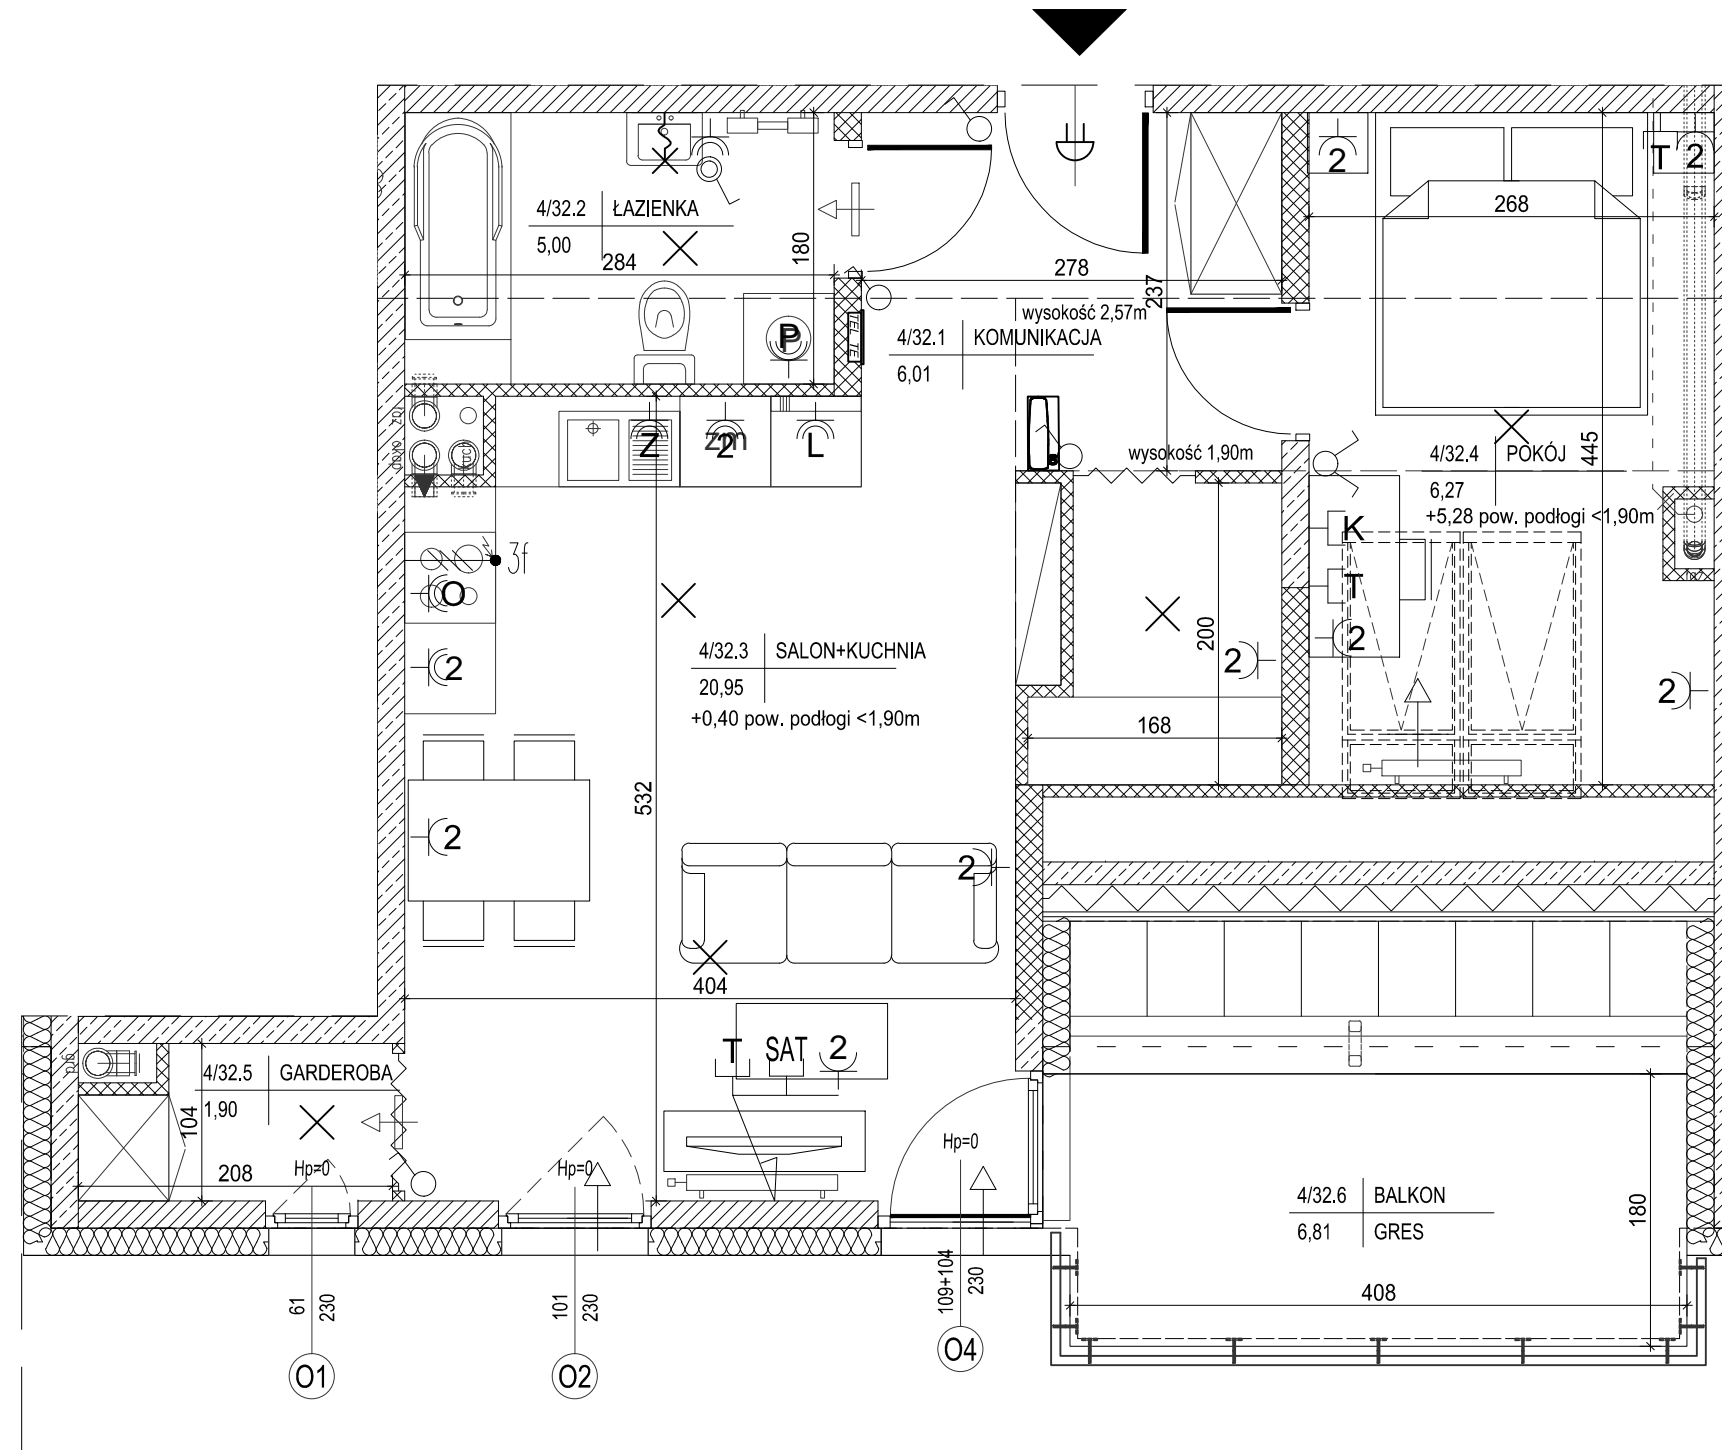 4/32.2 ŁAZIENKA
5,00
284
180
278
237
wysokość 2,57m
4/32.1 KOMUNIKACJA
6,01
TEL TE
P
2
T 2
268
445
wysokość 1,90m
4/32.4 POKÓJ
6,27
+5,28 pow. podłogi <1,90m
K
T
2
2
Z
zm
2
L
okap
3f
O
2
4/32.3 SALON+KUCHNIA
20,95
+0,40 pow. podłogi <1,90m
200
2
168
532
2
2
404
T SAT 2
4/32.5 GARDEROBA
1,90
104
208
Hp=0
Hp=0
Hp=0
4/32.6 BALKON
6,81 GRES
180
408
61
230
101
230
109+104
230
O1
O2
O4